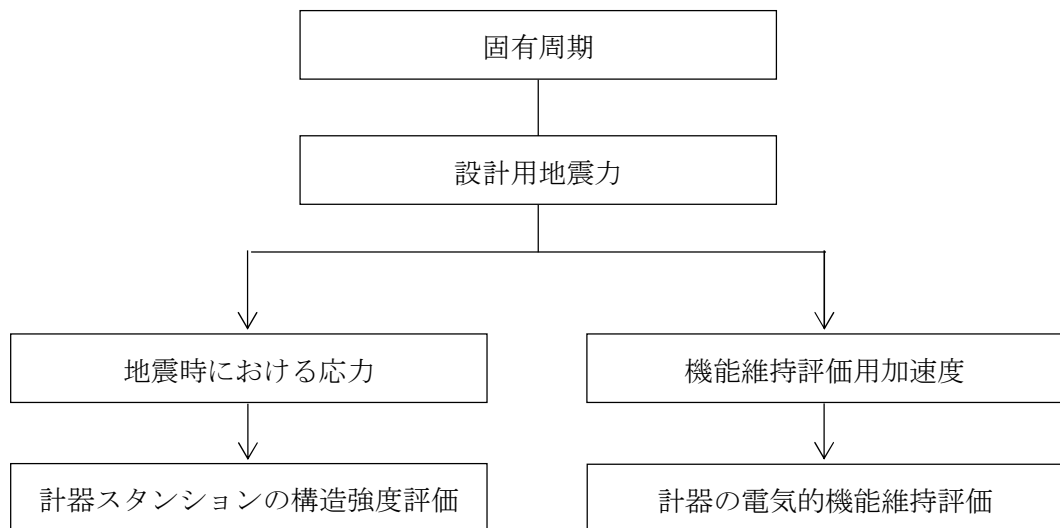 固有周期
設計用地震力
地震時における応力
機能維持評価用加速度
計器スタンションの構造強度評価
計器の電気的機能維持評価